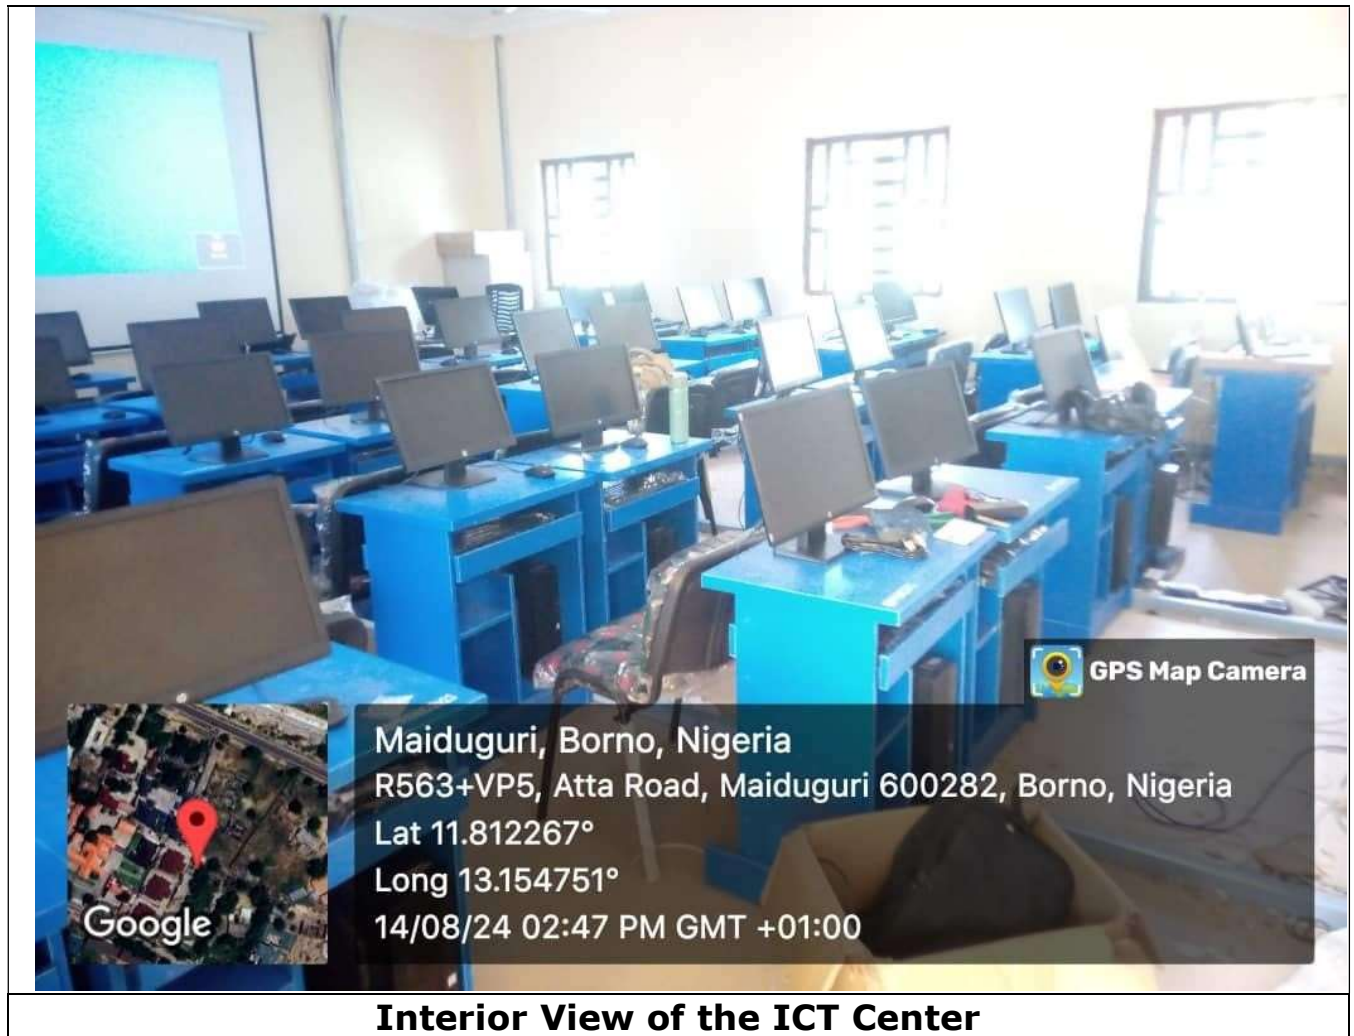 GPS Map Camera
Maiduguri, Borno, Nigeria
R563+VP5, Atta Road, Maiduguri 600282, Borno, Nigeria
Lat 11.812267°
Long 13.154751°
14/08/24 02:47 PM GMT +01:00
Google
Interior View of the ICT Center